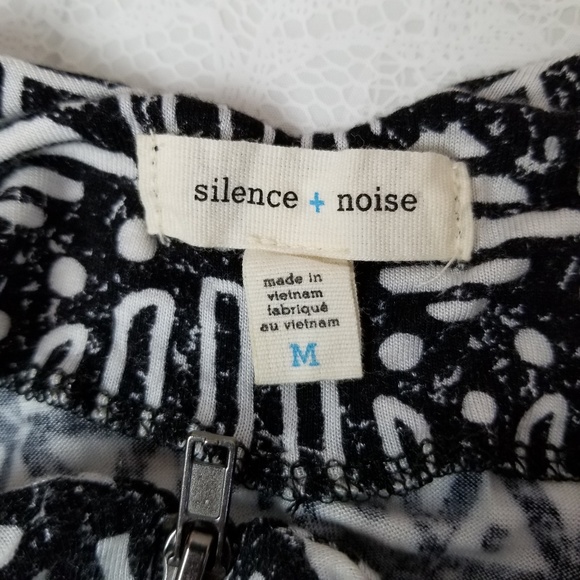 silence + noise
made in
vietnam
fabriqué
au vietnam
M